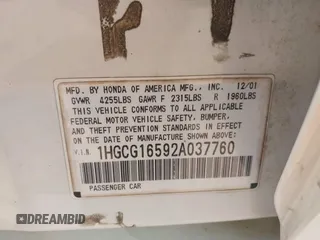 MFD. BY HONDA OF AMERICA MFG., INC. 12/01
GVWR 4255LBS GAWR F 2315LBS R 1960LBS
THIS VEHICLE CONFORMS TO ALL APPLICABLE
FEDERAL MOTOR VEHICLE SAFETY, BUMPER,
AND THEFT PREVENTION STANDARDS IN EFFECT
ON THE DATE OF MANUFACTURE SHOWN ABOVE.
V.I.N. 1HGCG16592A037760
PASSENGER CAR
DREAMBID